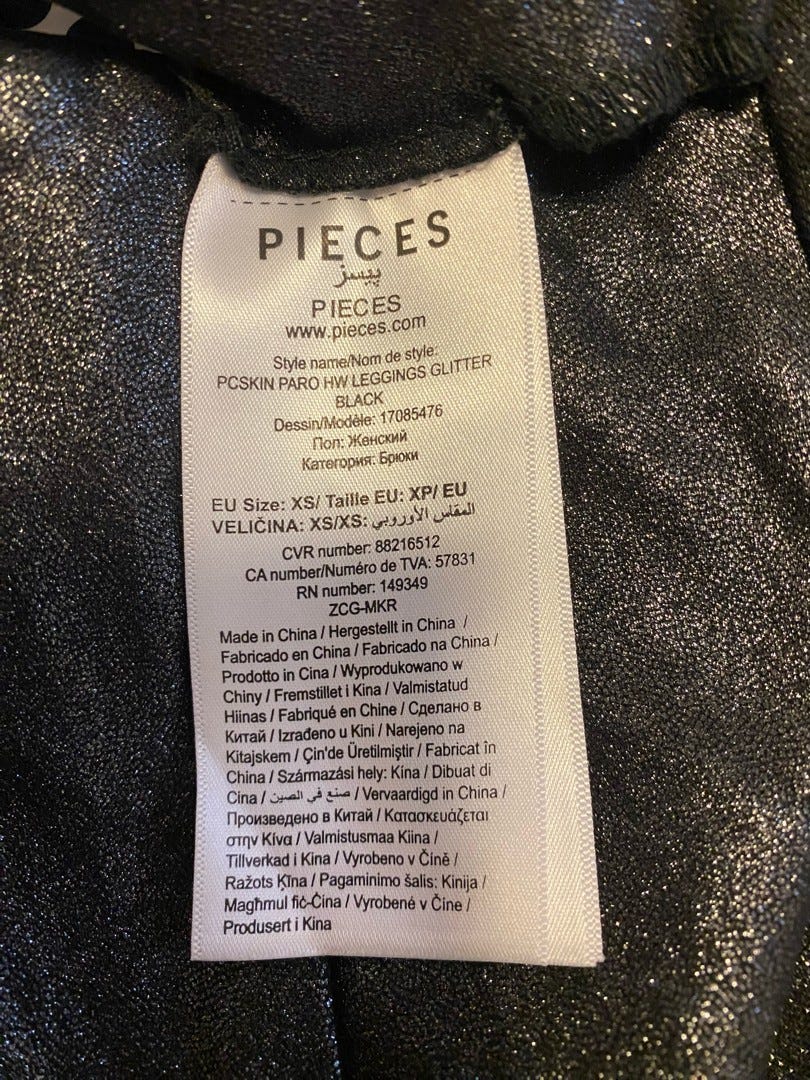 PIECES
پيسز
PIECES
www.pieces.com
Style name/Nom de style:
PCSKIN PARO HW LEGGINGS GLITTER
BLACK
Dessin/Modèle: 17085476
Пол: Женский
Категория: Брюки
EU Size: XS/ Taille EU: XP/ EU
VELIČINA: XS/XS: المقاس الأوروبي
CVR number: 88216512
CA number/Numéro de TVA: 57831
RN number: 149349
ZCG-MKR
Made in China / Hergestellt in China /
Fabricado en China / Fabricado na China /
Prodotto in Cina / Wyprodukowano w
Chiny / Fremstillet i Kina / Valmistatud
Hiinas / Fabriqué en Chine / Сделано в
Китай / Izrađeno u Kini / Narejeno na
Kitajskem / Çin'de Üretilmiştir / Fabricat în
China / Származási hely: Kína / Dibuat di
Cina / صنع في الصين / Vervaardigd in China /
Произведено в Китай / Κατασκευάζεται
στην Κίνα / Valmistusmaa Kiina /
Tillverkad i Kina / Vyrobeno v Číně /
Ražots Ķīna / Pagaminimo šalis: Kinija /
Magħmul fiċ-Ċina / Vyrobené v Číne /
Produsert i Kina